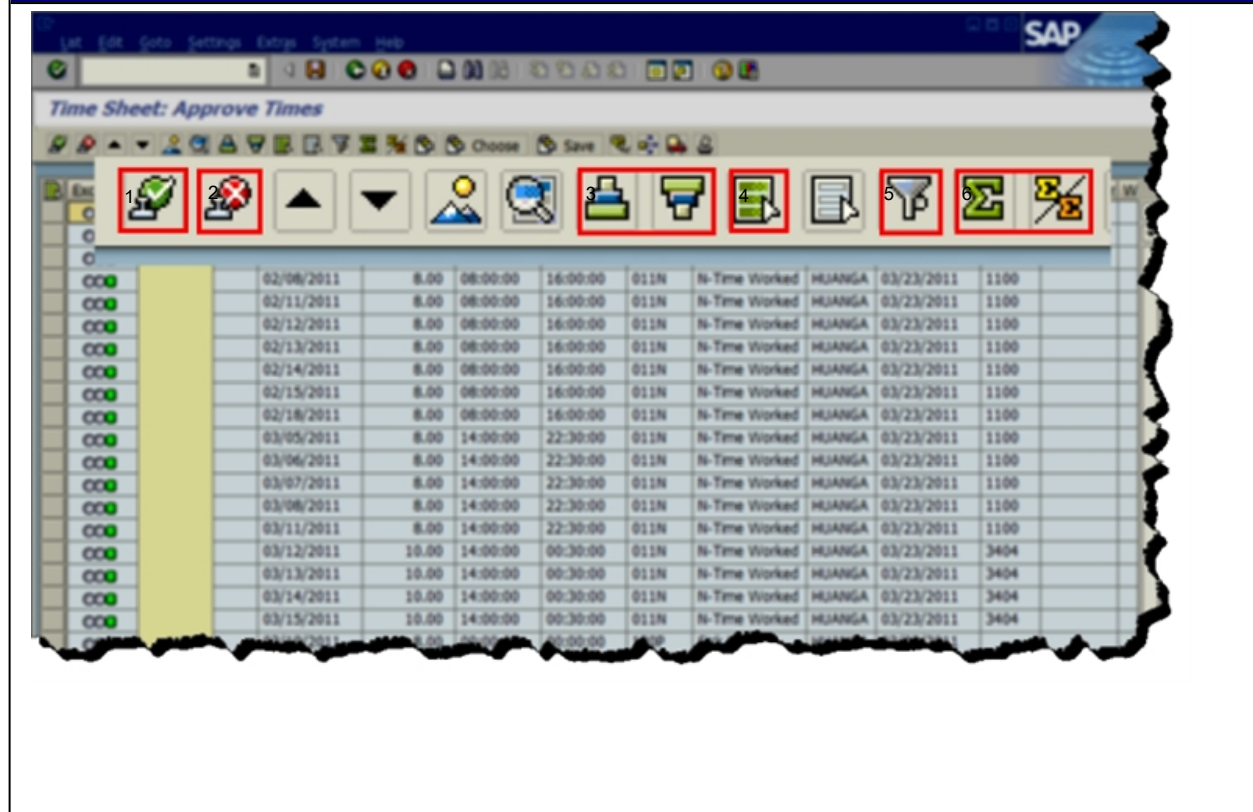 SAP
List Edit Goto Settings Extras System Help
Time Sheet: Approve Times
Choose Save
1 2 3 4 5 6
Exc W
02/08/2011 8.00 08:00:00 16:00:00 011N N-Time Worked HUANGA 03/23/2011 1100
02/11/2011 8.00 08:00:00 16:00:00 011N N-Time Worked HUANGA 03/23/2011 1100
02/12/2011 8.00 08:00:00 16:00:00 011N N-Time Worked HUANGA 03/23/2011 1100
02/13/2011 8.00 08:00:00 16:00:00 011N N-Time Worked HUANGA 03/23/2011 1100
02/14/2011 8.00 08:00:00 16:00:00 011N N-Time Worked HUANGA 03/23/2011 1100
02/15/2011 8.00 08:00:00 16:00:00 011N N-Time Worked HUANGA 03/23/2011 1100
02/18/2011 8.00 08:00:00 16:00:00 011N N-Time Worked HUANGA 03/23/2011 1100
03/05/2011 8.00 14:00:00 22:30:00 011N N-Time Worked HUANGA 03/23/2011 1100
03/06/2011 8.00 14:00:00 22:30:00 011N N-Time Worked HUANGA 03/23/2011 1100
03/07/2011 8.00 14:00:00 22:30:00 011N N-Time Worked HUANGA 03/23/2011 1100
03/08/2011 8.00 14:00:00 22:30:00 011N N-Time Worked HUANGA 03/23/2011 1100
03/11/2011 8.00 14:00:00 22:30:00 011N N-Time Worked HUANGA 03/23/2011 1100
03/12/2011 10.00 14:00:00 00:30:00 011N N-Time Worked HUANGA 03/23/2011 3404
03/13/2011 10.00 14:00:00 00:30:00 011N N-Time Worked HUANGA 03/23/2011 3404
03/14/2011 10.00 14:00:00 00:30:00 011N N-Time Worked HUANGA 03/23/2011 3404
03/15/2011 10.00 14:00:00 00:30:00 011N N-Time Worked HUANGA 03/23/2011 3404